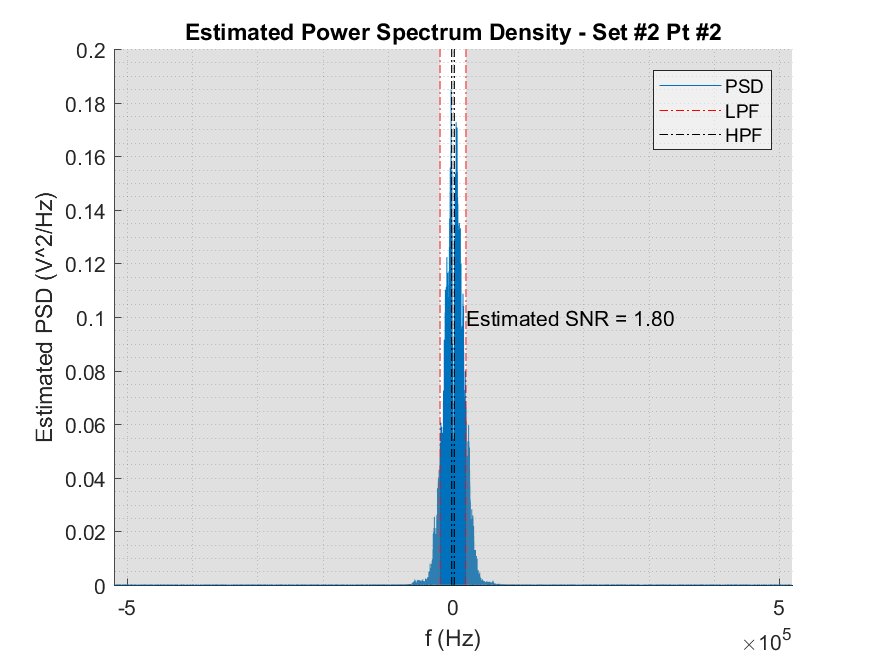 Estimated Power Spectrum Density - Set #2 Pt #2
0.2
0.18
0.16
0.14
0.12
0.1
0.08
0.06
0.04
0.02
0
Estimated PSD (V^2/Hz)
PSD
LPF
HPF
Estimated SNR = 1.80
-5
0
5
f (Hz)
×10^5